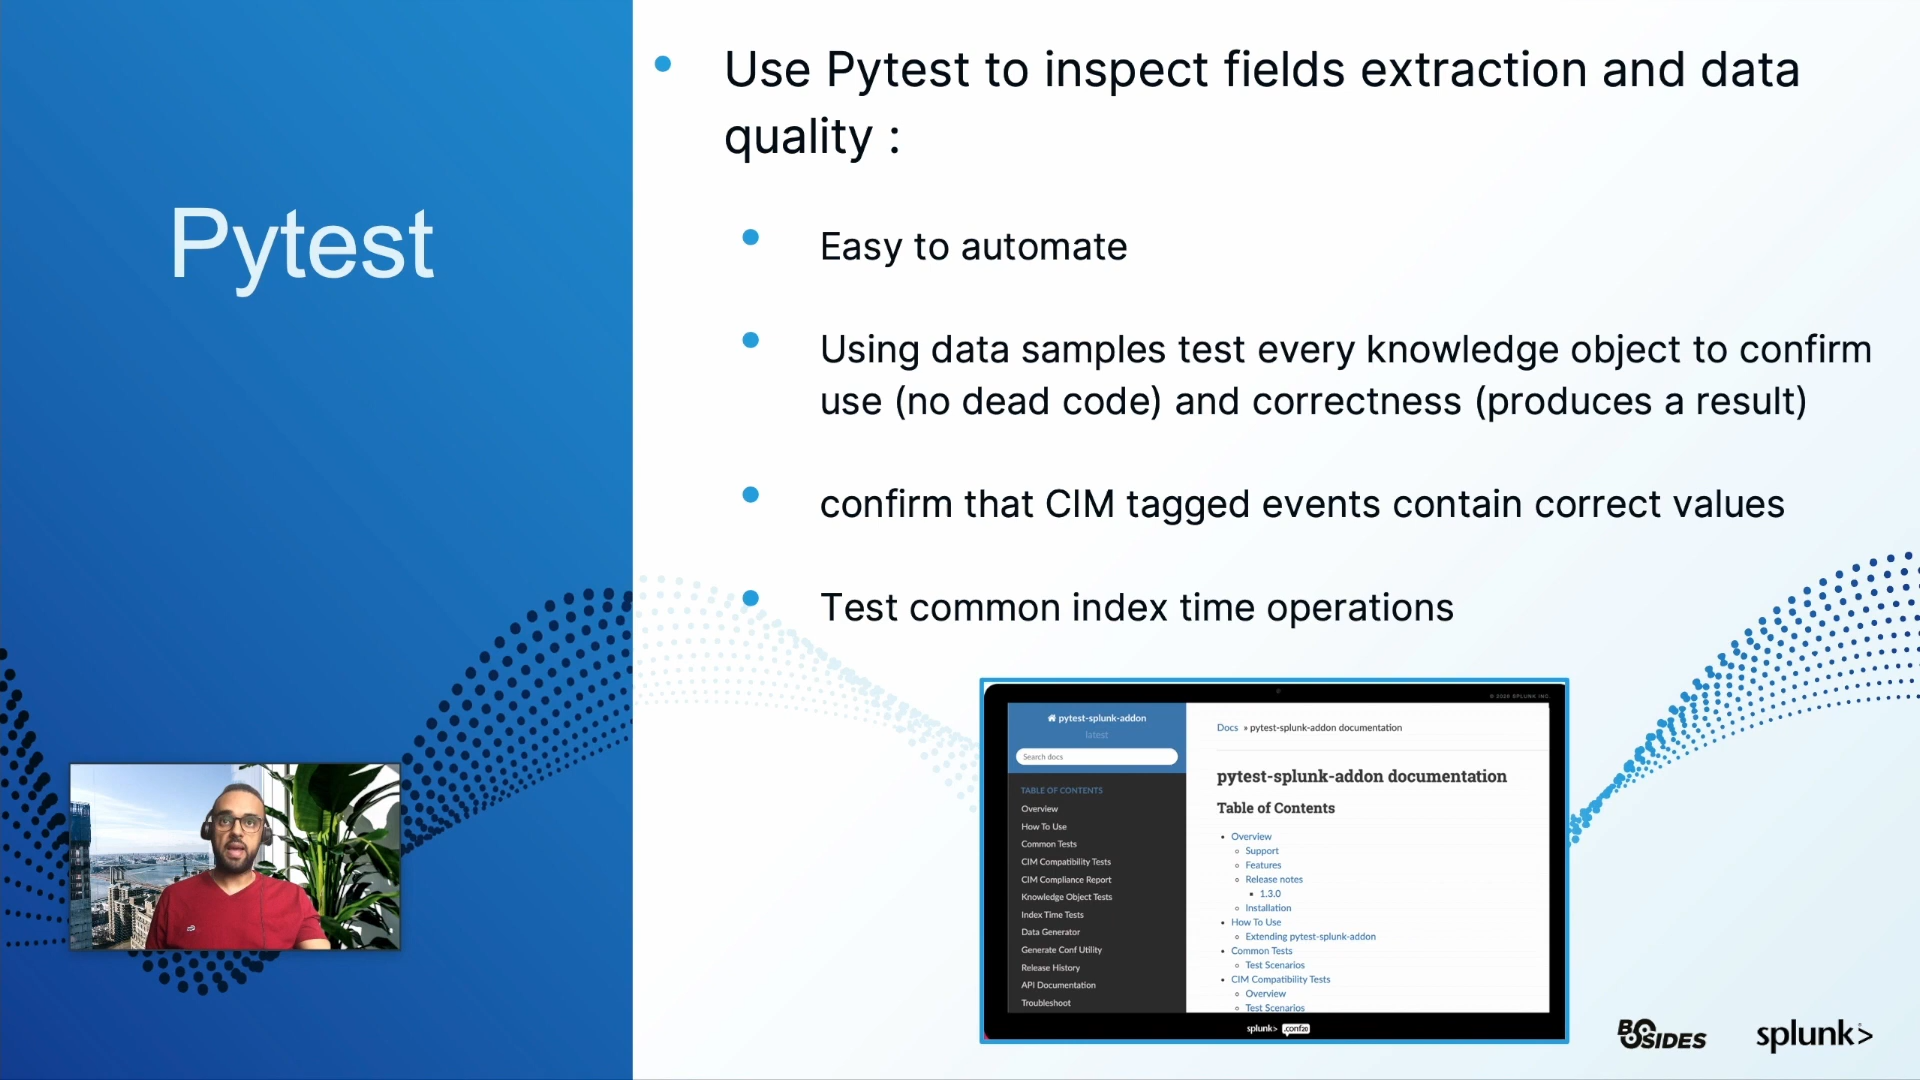 Pytest
Use Pytest to inspect fields extraction and data
quality :
Easy to automate
Using data samples test every knowledge object to confirm
use (no dead code) and correctness (produces a result)
confirm that CIM tagged events contain correct values
Test common index time operations
© 2020 SPLUNK INC.
pytest-splunk-addon
latest
Search docs
TABLE OF CONTENTS
Overview
How To Use
Common Tests
CIM Compatibility Tests
CIM Compliance Report
Knowledge Object Tests
Index Time Tests
Data Generator
Generate Conf Utility
Release History
API Documentation
Troubleshoot
Docs » pytest-splunk-addon documentation
pytest-splunk-addon documentation
Table of Contents
Overview
Support
Features
Release notes
1.3.0
Installation
How To Use
Extending pytest-splunk-addon
Common Tests
Test Scenarios
CIM Compatibility Tests
Overview
Test Scenarios
splunk> .conf20
BSIDES
splunk>